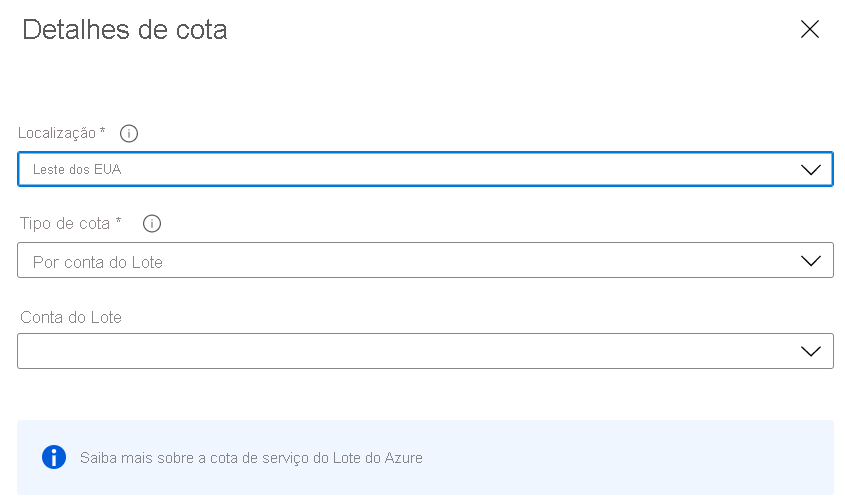 Detalhes de cota
Localização *
Leste dos EUA
Tipo de cota *
Por conta do Lote
Conta do Lote
Saiba mais sobre a cota de serviço do Lote do Azure